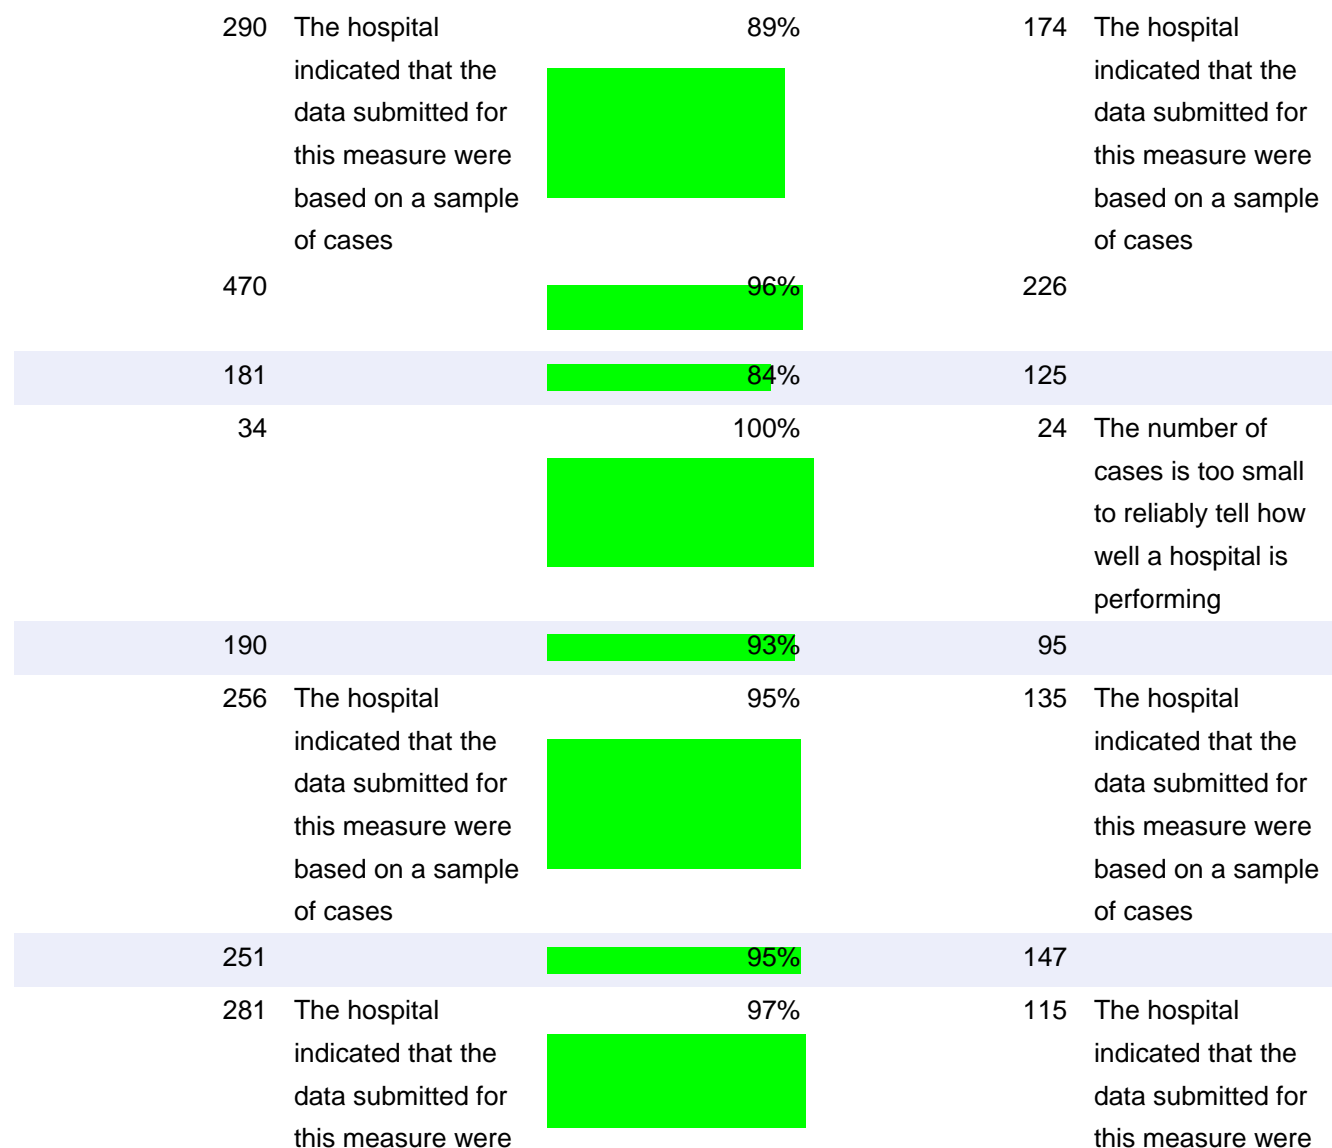 290 The hospital 89% 174 The hospital
indicated that the indicated that the
data submitted for data submitted for
this measure were this measure were
based on a sample based on a sample
of cases of cases
470 96% 226
181 84% 125
34 100% 24 The number of
cases is too small
to reliably tell how
well a hospital is
performing
190 93% 95
256 The hospital 95% 135 The hospital
indicated that the indicated that the
data submitted for data submitted for
this measure were this measure were
based on a sample based on a sample
of cases of cases
251 95% 147
281 The hospital 97% 115 The hospital
indicated that the indicated that the
data submitted for data submitted for
this measure were this measure were